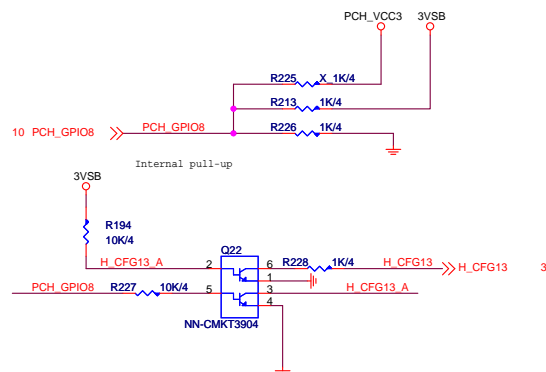 PCH_VCC3 3VSB
R225 X_1K/4
R213 1K/4
10 PCH_GPIO8 PCH_GPIO8 R226 1K/4
Internal pull-up
3VSB
R194
10K/4
Q22
H_CFG13_A 2 6 R228 1K/4 H_CFG13 H_CFG13 3
1
PCH_GPIO8 R227 10K/4 5 3 H_CFG13_A
4
NN-CMKT3904